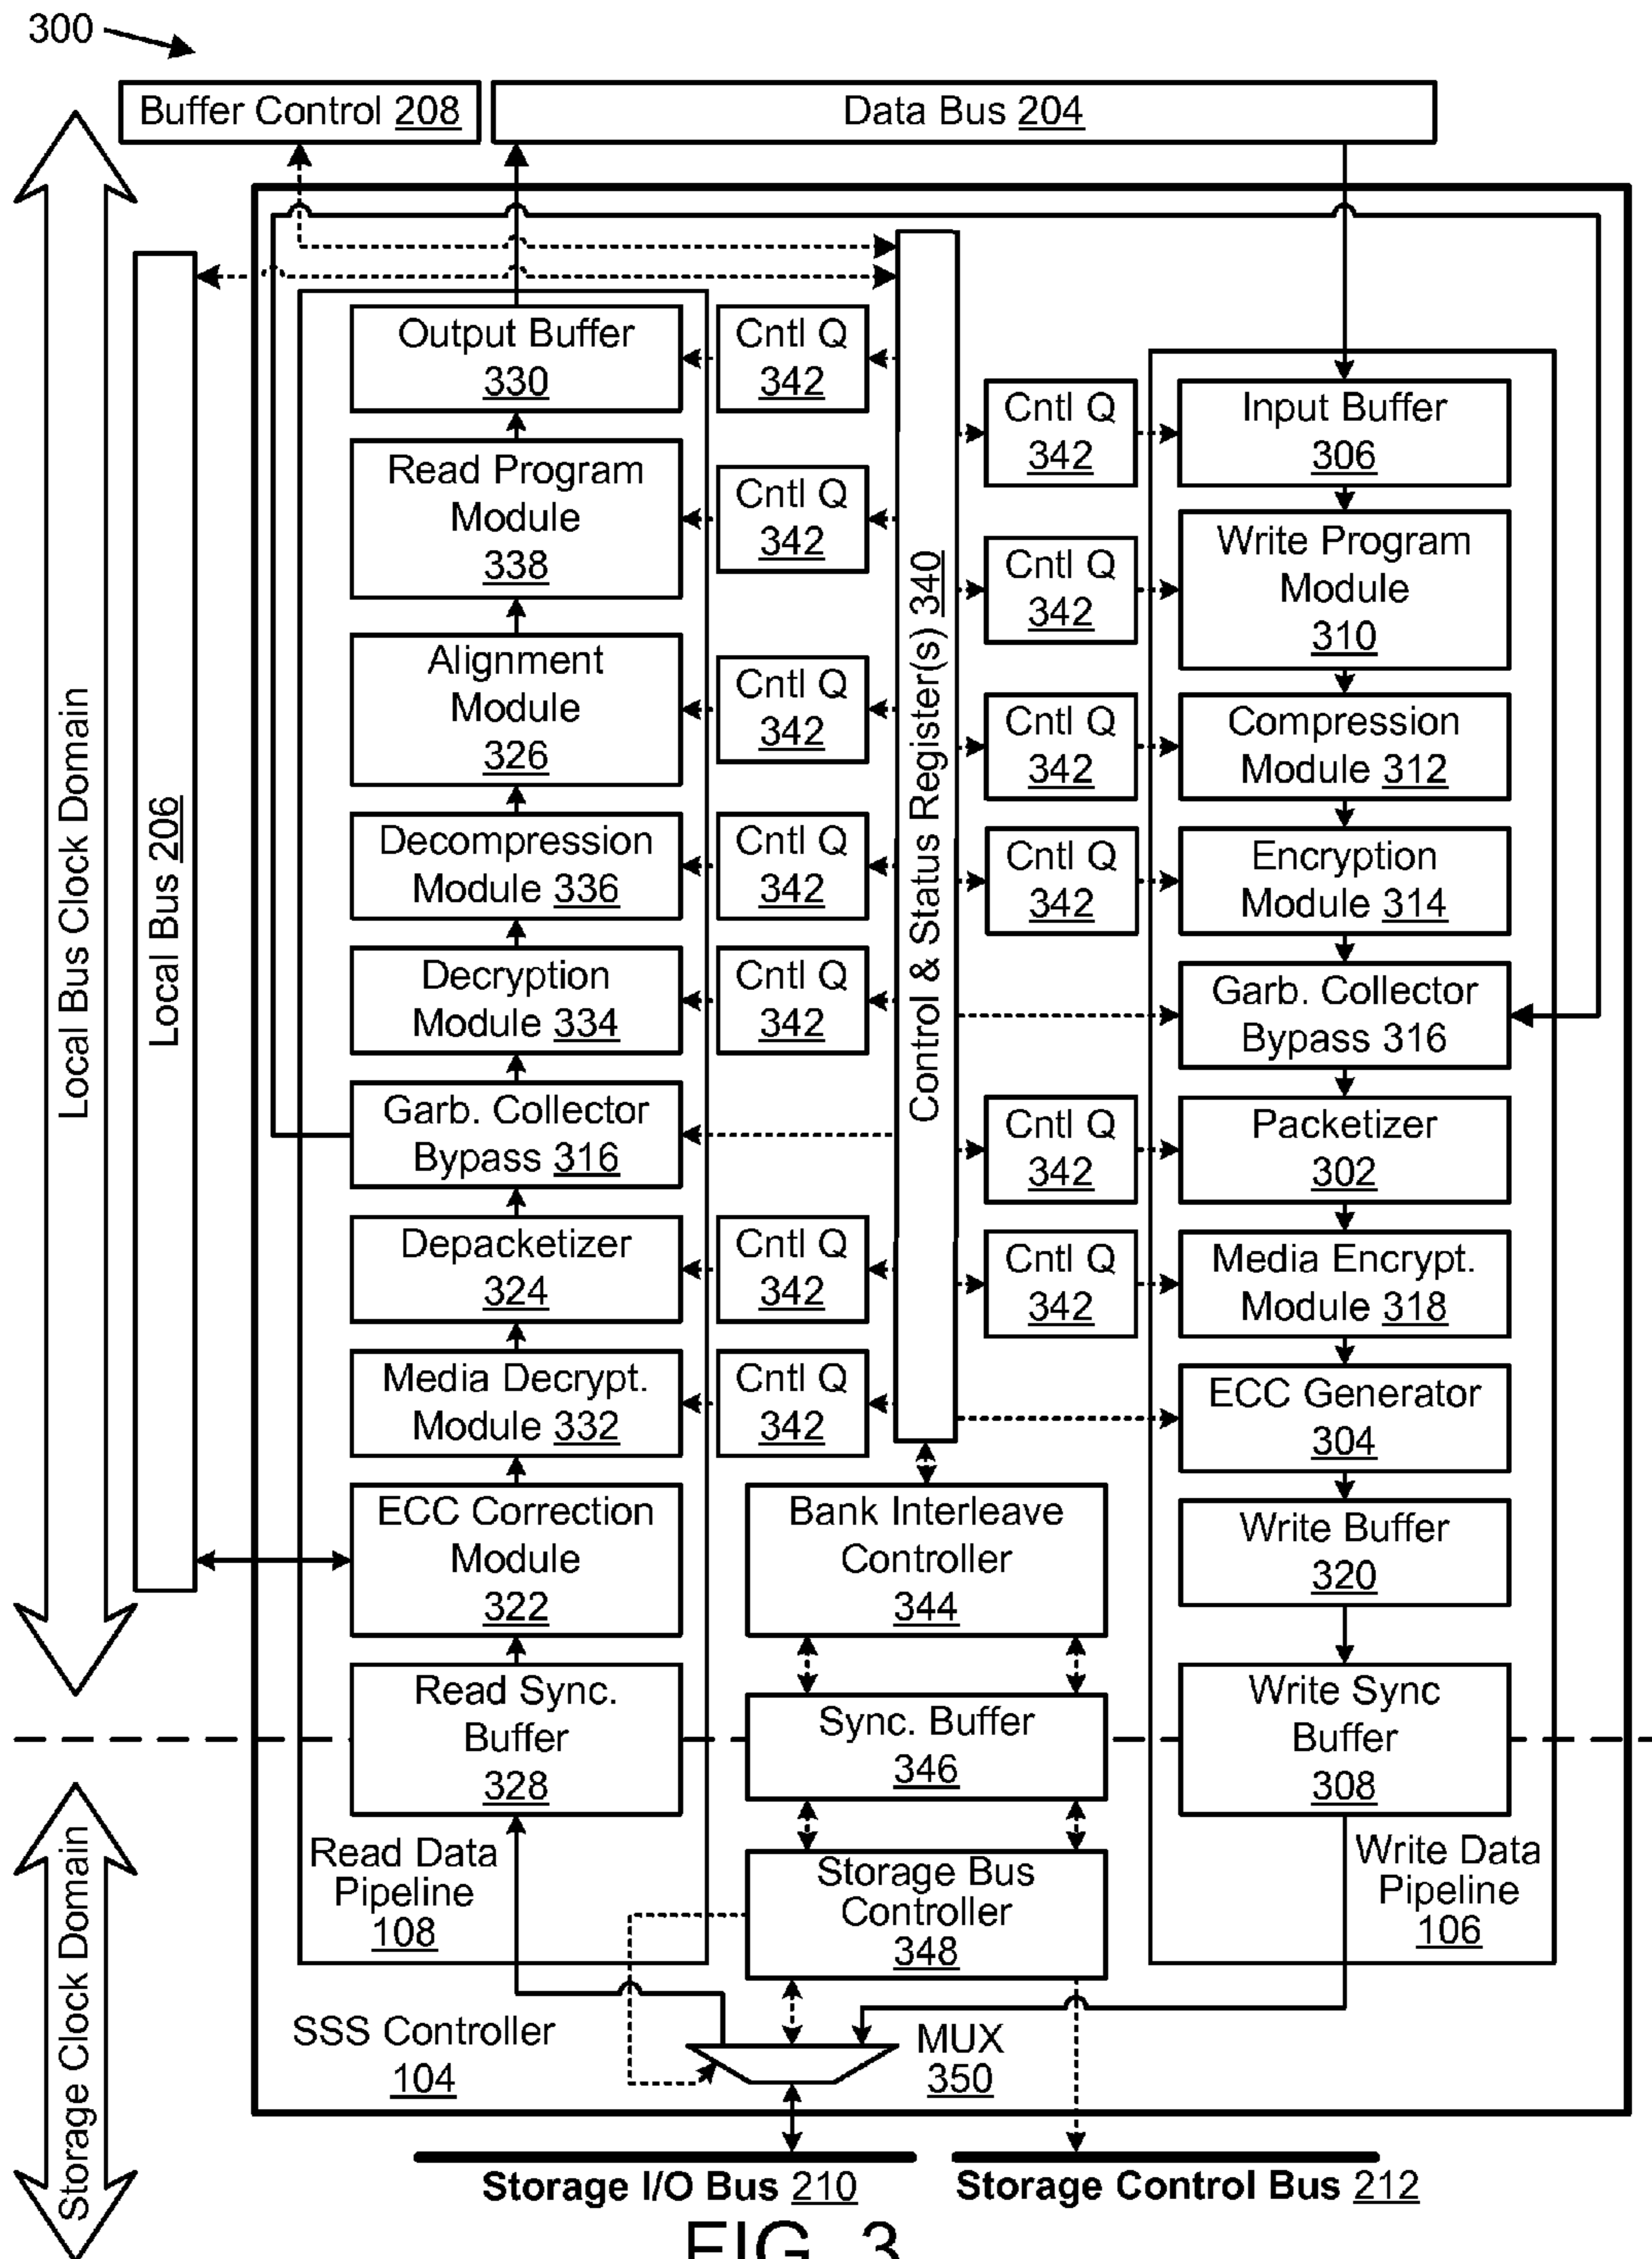 300
Buffer Control 208
Data Bus 204
Local Bus Clock Domain
Local Bus 206
Output Buffer
330
Cntl Q
342
Read Program
Module
338
Cntl Q
342
Alignment
Module
326
Cntl Q
342
Decompression
Module 336
Cntl Q
342
Decryption
Module 334
Cntl Q
342
Garb. Collector
Bypass 316
Depacketizer
324
Cntl Q
342
Media Decrypt.
Module 332
Cntl Q
342
ECC Correction
Module
322
Read Sync.
Buffer
328
Read Data
Pipeline
108
Control & Status Register(s) 340
Bank Interleave
Controller
344
Sync. Buffer
346
Storage Bus
Controller
348
Cntl Q
342
Input Buffer
306
Cntl Q
342
Write Program
Module
310
Cntl Q
342
Compression
Module 312
Cntl Q
342
Encryption
Module 314
Garb. Collector
Bypass 316
Cntl Q
342
Packetizer
302
Cntl Q
342
Media Encrypt.
Module 318
ECC Generator
304
Write Buffer
320
Write Sync
Buffer
308
Write Data
Pipeline
106
Storage Clock Domain
SSS Controller
104
MUX
350
Storage I/O Bus 210
Storage Control Bus 212
FIG. 3